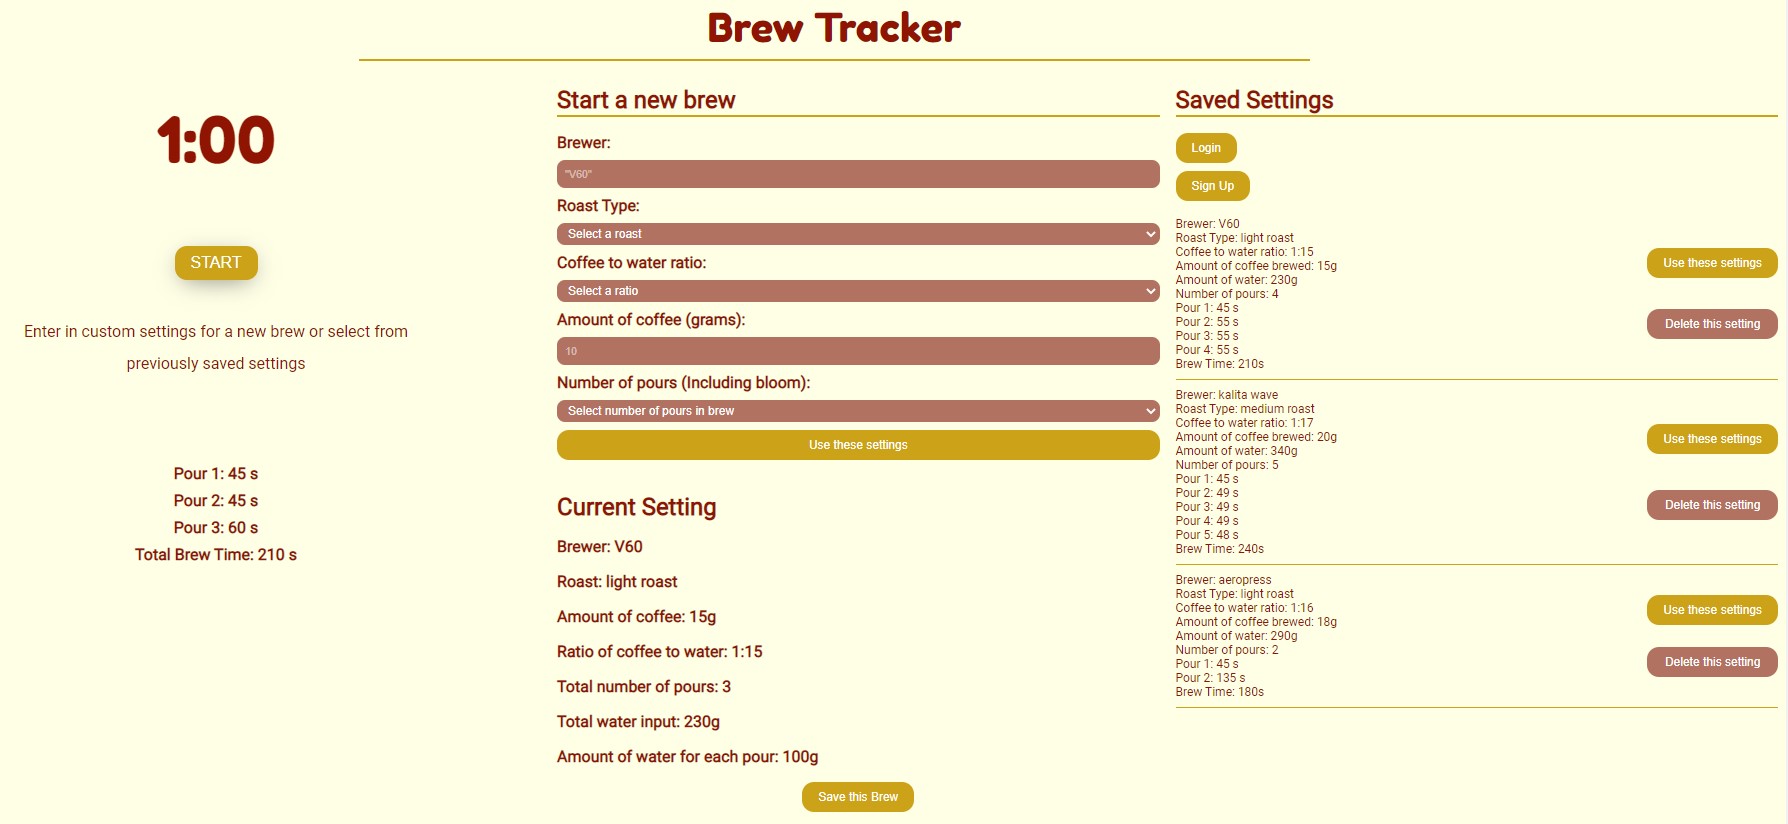 Brew Tracker
1:00
START
Enter in custom settings for a new brew or select from
previously saved settings
Pour 1: 45 s
Pour 2: 45 s
Pour 3: 60 s
Total Brew Time: 210 s
Start a new brew
Brewer:
"V60"
Roast Type:
Select a roast
Coffee to water ratio:
Select a ratio
Amount of coffee (grams):
10
Number of pours (Including bloom):
Select number of pours in brew
Use these settings
Current Setting
Brewer: V60
Roast: light roast
Amount of coffee: 15g
Ratio of coffee to water: 1:15
Total number of pours: 3
Total water input: 230g
Amount of water for each pour: 100g
Save this Brew
Saved Settings
Login
Sign Up
Brewer: V60
Roast Type: light roast
Coffee to water ratio: 1:15
Amount of coffee brewed: 15g
Amount of water: 230g
Number of pours: 4
Pour 1: 45 s
Pour 2: 55 s
Pour 3: 55 s
Pour 4: 55 s
Brew Time: 210s
Use these settings
Delete this setting
Brewer: kalita wave
Roast Type: medium roast
Coffee to water ratio: 1:17
Amount of coffee brewed: 20g
Amount of water: 340g
Number of pours: 5
Pour 1: 45 s
Pour 2: 49 s
Pour 3: 49 s
Pour 4: 49 s
Pour 5: 48 s
Brew Time: 240s
Use these settings
Delete this setting
Brewer: aeropress
Roast Type: light roast
Coffee to water ratio: 1:16
Amount of coffee brewed: 18g
Amount of water: 290g
Number of pours: 2
Pour 1: 45 s
Pour 2: 135 s
Brew Time: 180s
Use these settings
Delete this setting